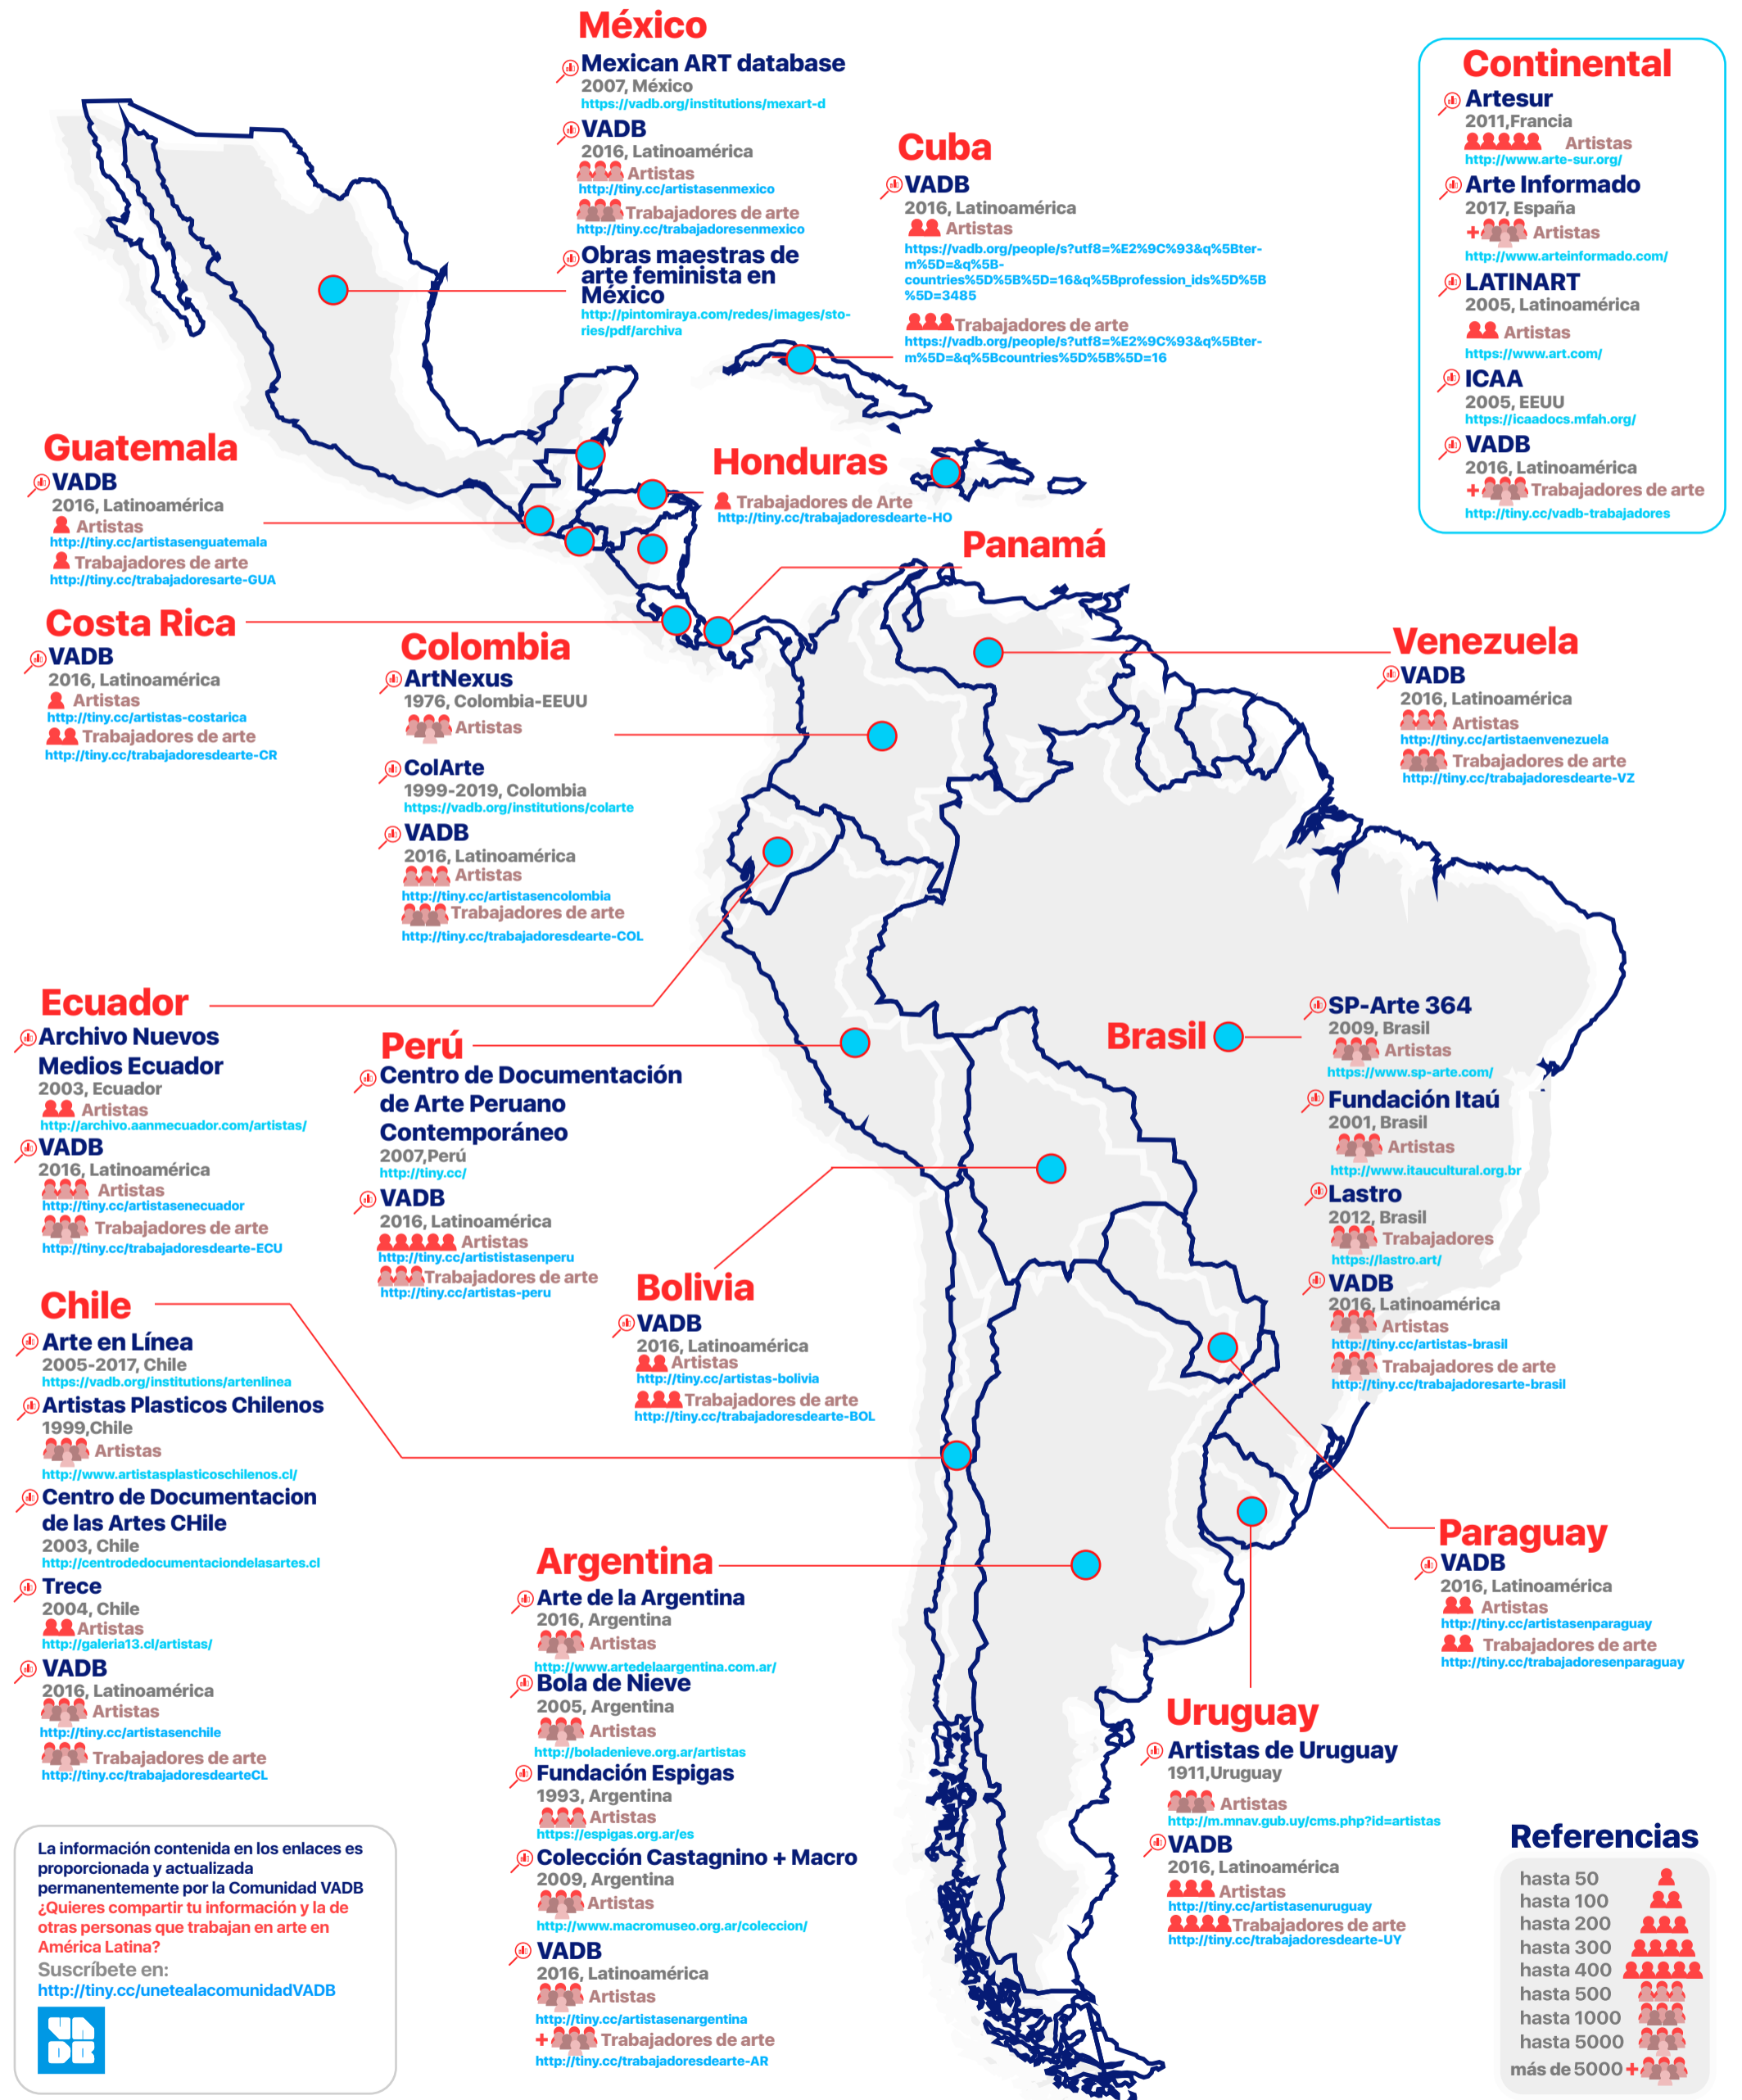 México
Mexican ART database
2007, México
https://vadb.org/institutions/mexart-d
VADB
2016, Latinoamérica
Artistas
http://tiny.cc/artistasenmexico
Trabajadores de arte
http://tiny.cc/trabajadoresenmexico
Obras maestras de
arte feminista en
México
http://pintomiraya.com/redes/images/sto-
ries/pdf/archiva
Cuba
VADB
2016, Latinoamérica
Artistas
https://vadb.org/people/s?utf8=%E2%9C%93&q%5Bter-
m%5D=&q%5B-
countries%5D%5B%5D=16&q%5Bprofession_ids%5D%5B
%5D=3485
Trabajadores de arte
https://vadb.org/people/s?utf8=%E2%9C%93&q%5Bter-
m%5D=&q%5Bcountries%5D%5B%5D=16
Continental
Artesur
2011,Francia
Artistas
http://www.arte-sur.org/
Arte Informado
2017, España
+ Artistas
http://www.arteinformado.com/
LATINART
2005, Latinoamérica
Artistas
https://www.art.com/
ICAA
2005, EEUU
https://icaadocs.mfah.org/
VADB
2016, Latinoamérica
+ Trabajadores de arte
http://tiny.cc/vadb-trabajadores
Guatemala
VADB
2016, Latinoamérica
Artistas
http://tiny.cc/artistasenguatemala
Trabajadores de arte
http://tiny.cc/trabajadoresarte-GUA
Honduras
Trabajadores de Arte
http://tiny.cc/trabajadoresdearte-HO
Panamá
Costa Rica
VADB
2016, Latinoamérica
Artistas
http://tiny.cc/artistas-costarica
Trabajadores de arte
http://tiny.cc/trabajadoresdearte-CR
Colombia
ArtNexus
1976, Colombia-EEUU
Artistas
ColArte
1999-2019, Colombia
https://vadb.org/institutions/colarte
VADB
2016, Latinoamérica
Artistas
http://tiny.cc/artistasencolombia
Trabajadores de arte
http://tiny.cc/trabajadoresdearte-COL
Venezuela
VADB
2016, Latinoamérica
Artistas
http://tiny.cc/artistaenvenezuela
Trabajadores de arte
http://tiny.cc/trabajadoresdearte-VZ
Ecuador
Archivo Nuevos
Medios Ecuador
2003, Ecuador
Artistas
http://archivo.aanmecuador.com/artistas/
VADB
2016, Latinoamérica
Artistas
http://tiny.cc/artistasenecuador
Trabajadores de arte
http://tiny.cc/trabajadoresdearte-ECU
Perú
Centro de Documentación
de Arte Peruano
Contemporáneo
2007,Perú
http://tiny.cc/
VADB
2016, Latinoamérica
Artistas
http://tiny.cc/artististasenperu
Trabajadores de arte
http://tiny.cc/artistas-peru
Brasil
SP-Arte 364
2009, Brasil
Artistas
https://www.sp-arte.com/
Fundación Itaú
2001, Brasil
Artistas
http://www.itaucultural.org.br
Lastro
2012, Brasil
Trabajadores
https://lastro.art/
VADB
2016, Latinoamérica
Artistas
http://tiny.cc/artistas-brasil
Trabajadores de arte
http://tiny.cc/trabajadoresarte-brasil
Bolivia
VADB
2016, Latinoamérica
Artistas
http://tiny.cc/artistas-bolivia
Trabajadores de arte
http://tiny.cc/trabajadoresdearte-BOL
Chile
Arte en Línea
2005-2017, Chile
https://vadb.org/institutions/artenlinea
Artistas Plasticos Chilenos
1999,Chile
Artistas
http://www.artistasplasticoschilenos.cl/
Centro de Documentacion
de las Artes CHile
2003, Chile
http://centrodedocumentaciondelasartes.cl
Trece
2004, Chile
Artistas
http://galeria13.cl/artistas/
VADB
2016, Latinoamérica
Artistas
http://tiny.cc/artistasenchile
Trabajadores de arte
http://tiny.cc/trabajadoresdearteCL
Argentina
Arte de la Argentina
2016, Argentina
Artistas
http://www.artedelaargentina.com.ar/
Bola de Nieve
2005, Argentina
Artistas
http://boladenieve.org.ar/artistas
Fundación Espigas
1993, Argentina
Artistas
https://espigas.org.ar/es
Colección Castagnino + Macro
2009, Argentina
Artistas
http://www.macromuseo.org.ar/coleccion/
VADB
2016, Latinoamérica
Artistas
http://tiny.cc/artistasenargentina
+ Trabajadores de arte
http://tiny.cc/trabajadoresdearte-AR
Paraguay
VADB
2016, Latinoamérica
Artistas
http://tiny.cc/artistasenparaguay
Trabajadores de arte
http://tiny.cc/trabajadoresenparaguay
Uruguay
Artistas de Uruguay
1911,Uruguay
Artistas
http://m.mnav.gub.uy/cms.php?id=artistas
VADB
2016, Latinoamérica
Artistas
http://tiny.cc/artistasenuruguay
Trabajadores de arte
http://tiny.cc/trabajadoresdearte-UY
La información contenida en los enlaces es
proporcionada y actualizada
permanentemente por la Comunidad VADB
¿Quieres compartir tu información y la de
otras personas que trabajan en arte en
América Latina?
Suscríbete en:
http://tiny.cc/unetealacomunidadVADB
VADB
Referencias
hasta 50
hasta 100
hasta 200
hasta 300
hasta 400
hasta 500
hasta 1000
hasta 5000
más de 5000 +